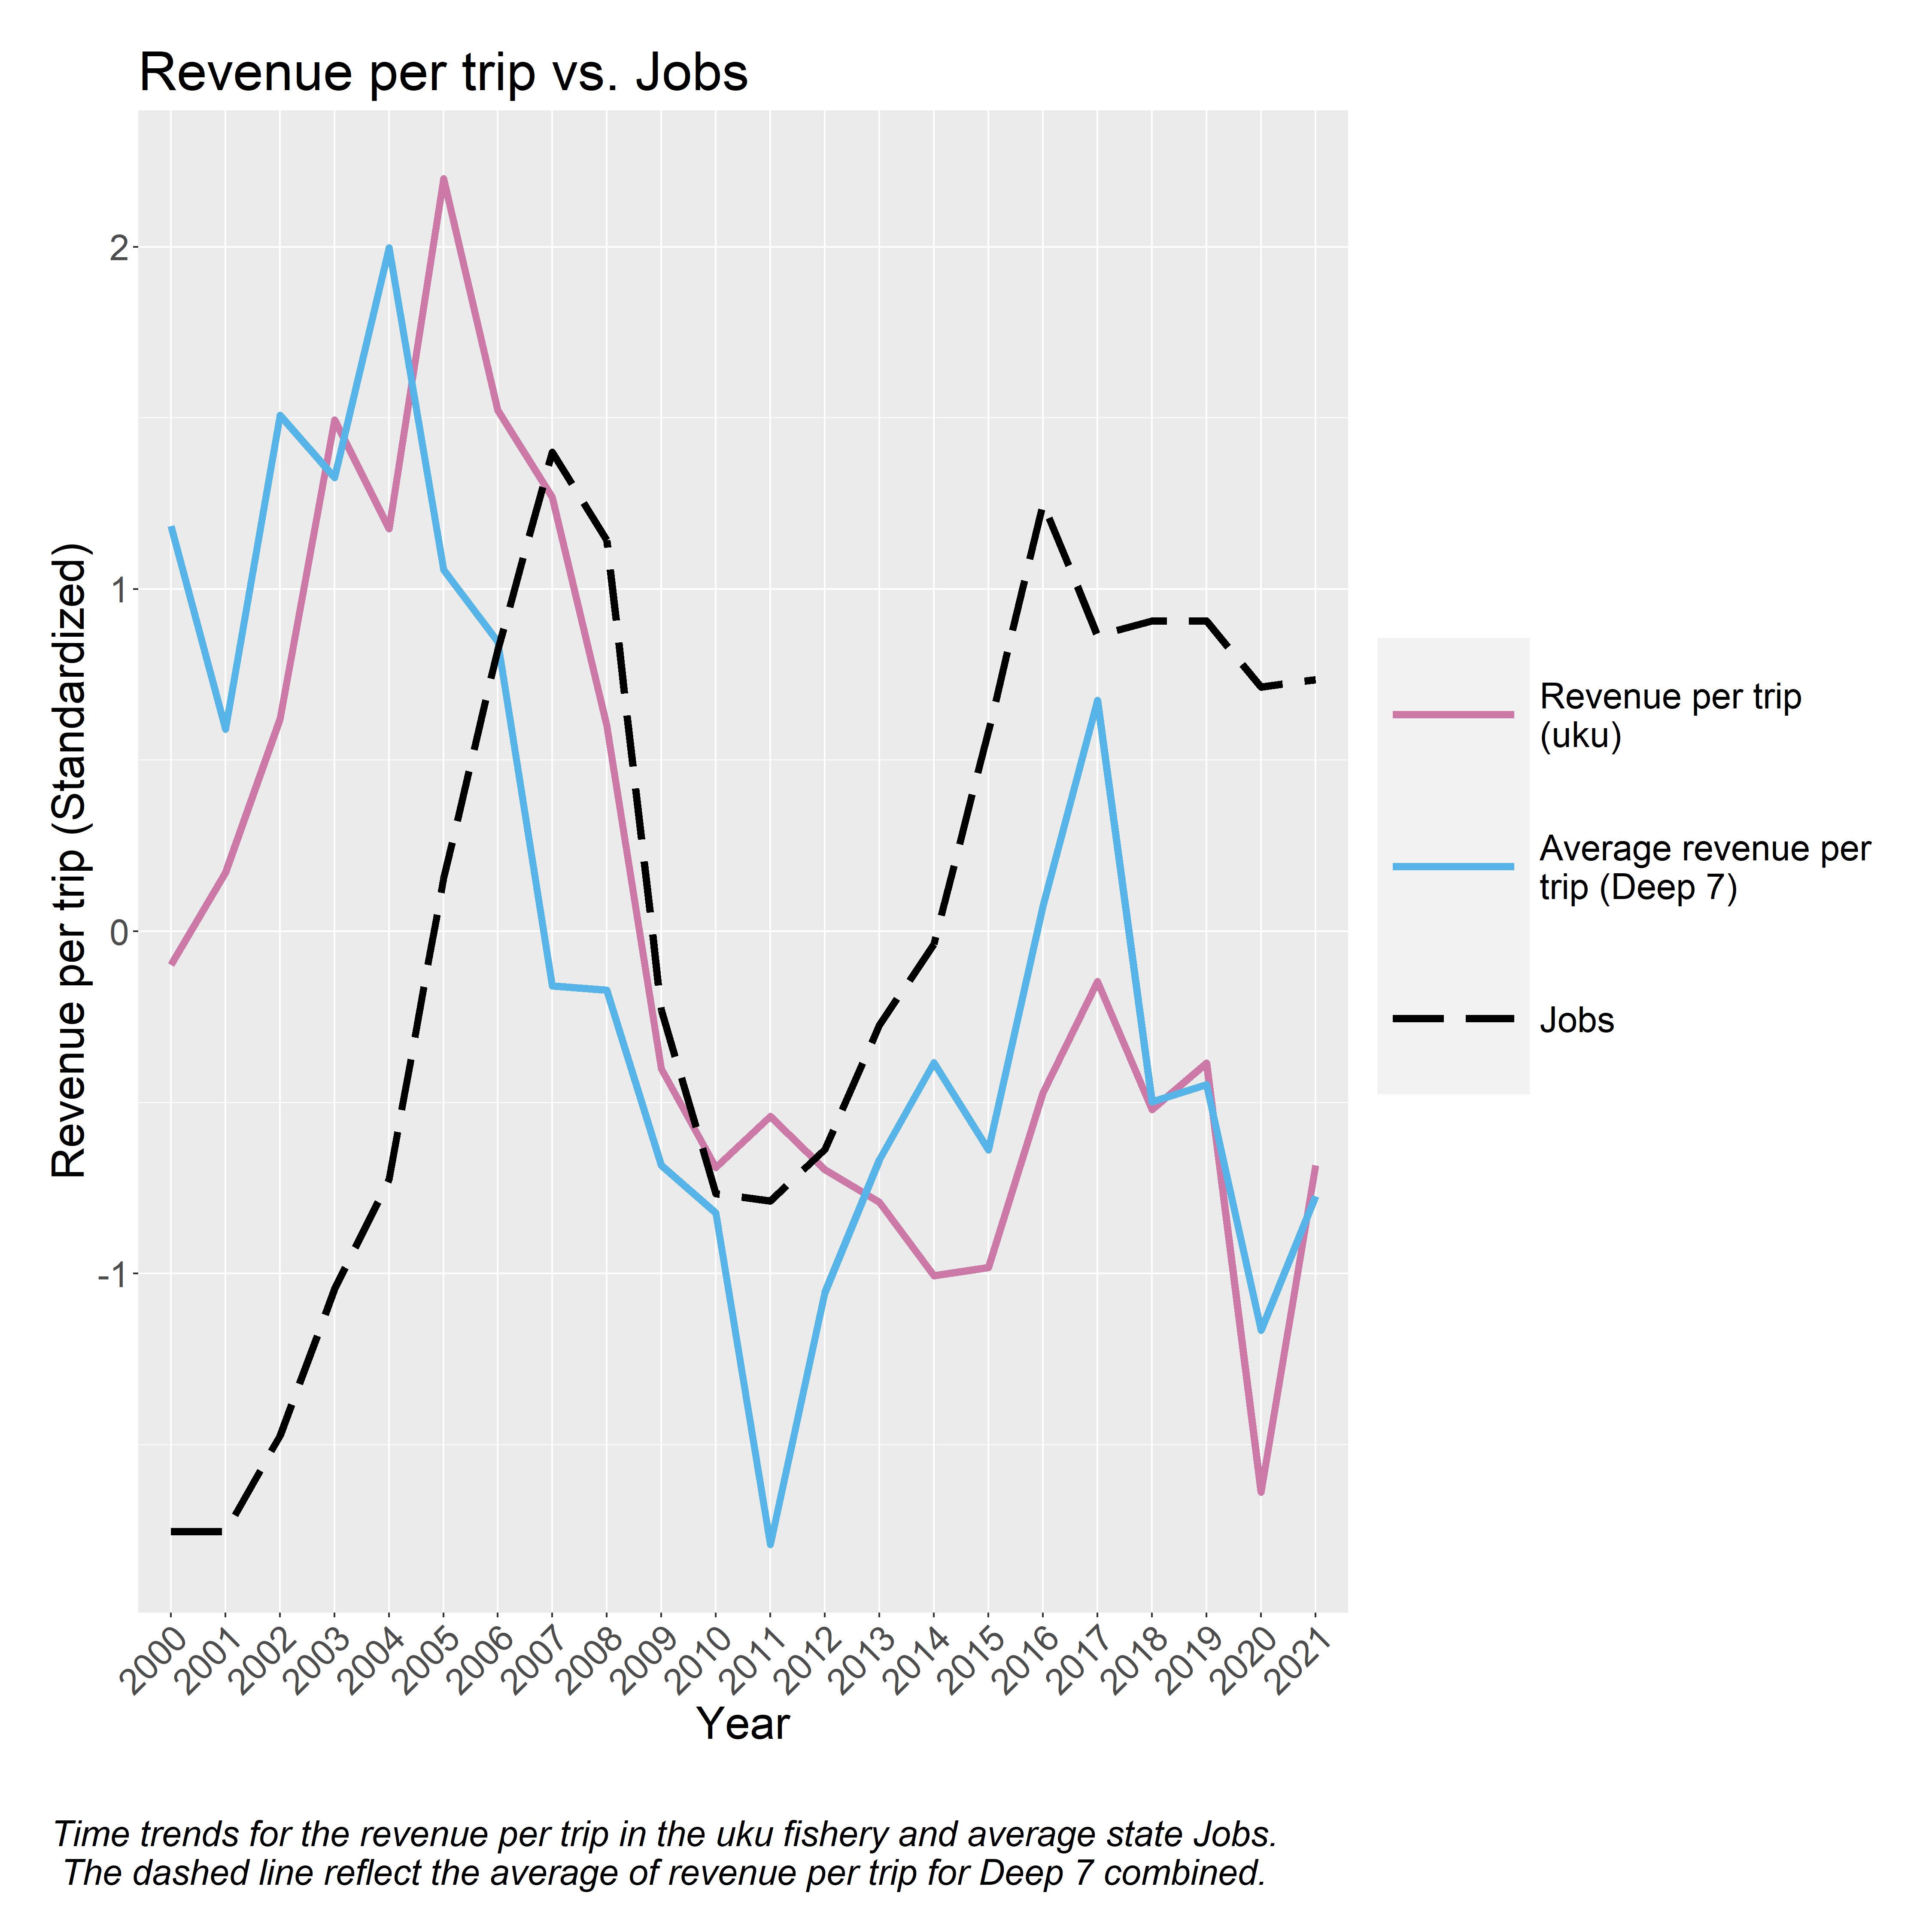 Revenue per trip vs. Jobs
Revenue per trip (Standardized)
2
1
0
-1
2000
2001
2002
2003
2004
2005
2006
2007
2008
2009
2010
2011
2012
2013
2014
2015
2016
2017
2018
2019
2020
2021
Year
Revenue per trip
(uku)
Average revenue per
trip (Deep 7)
Jobs
Time trends for the revenue per trip in the uku fishery and average state Jobs.
The dashed line reflect the average of revenue per trip for Deep 7 combined.